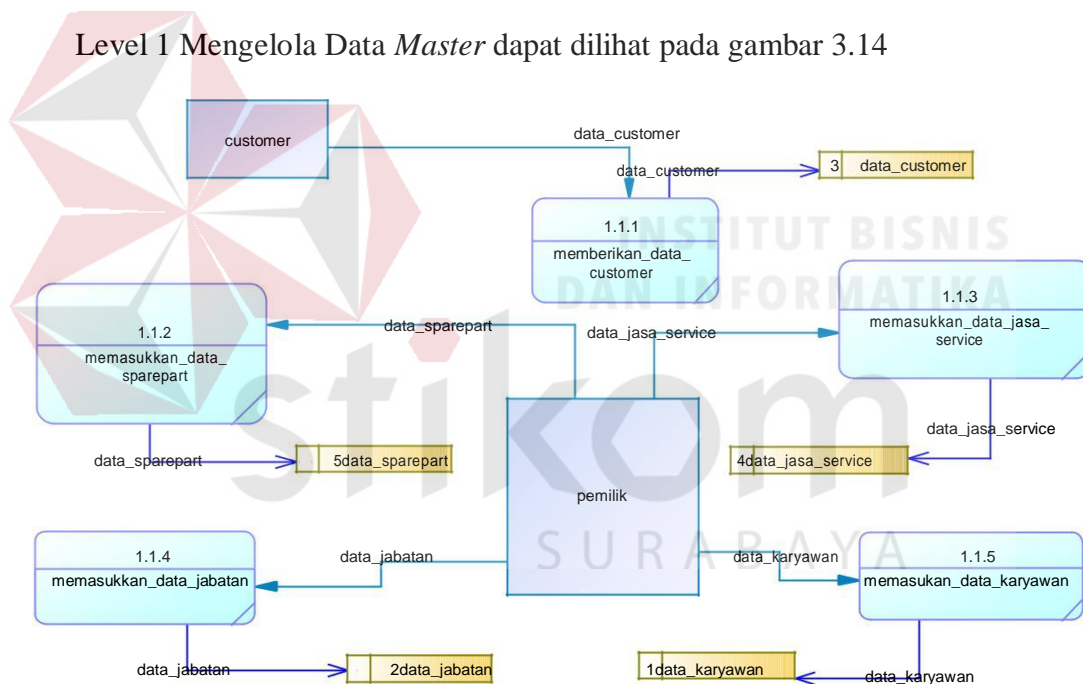 Level 1 Mengelola Data Master dapat dilihat pada gambar 3.14
customer
data_customer
data_customer
3 data_customer
1.1.1
memberikan_data_
customer
INSTITUT BISNIS
DAN INFORMATIKA
1.1.3
memasukkan_data_jasa_
service
1.1.2
memasukkan_data_
sparepart
data_sparepart
data_jasa_service
stikom
data_jasa_service
data_sparepart
5data_sparepart
4data_jasa_service
pemilik
SURABAYA
1.1.4
memasukkan_data_jabatan
data_jabatan
data_karyawan
1.1.5
memasukan_data_karyawan
data_jabatan
2data_jabatan
1data_karyawan
data_karyawan